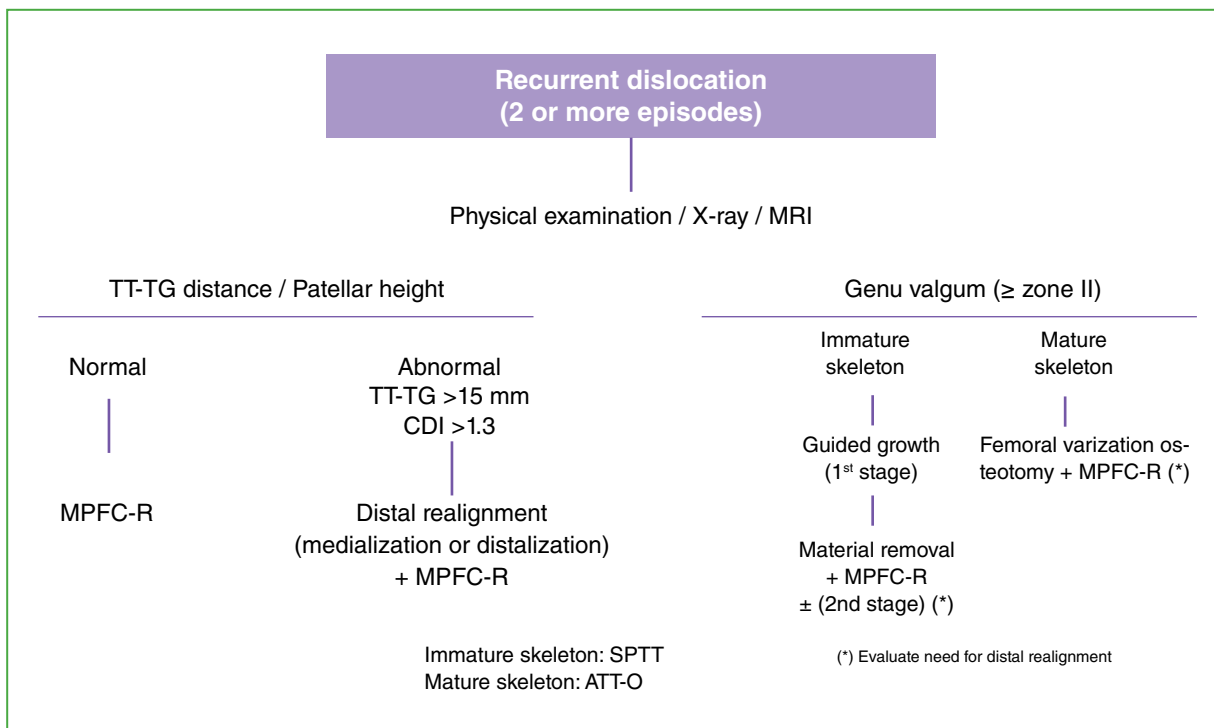 Recurrent dislocation
(2 or more episodes)
Physical examination / X-ray / MRI
TT-TG distance / Patellar height
Normal
MPFC-R
Abnormal
TT-TG >15 mm
CDI >1.3
Distal realignment
(medialization or distalization)
+ MPFC-R
Immature skeleton: SPTT
Mature skeleton: ATT-O
Genu valgum (≥ zone II)
Immature
skeleton
Guided growth
(1st stage)
Material removal
+ MPFC-R
± (2nd stage) (*)
Mature
skeleton
Femoral varization os-
teotomy + MPFC-R (*)
(*) Evaluate need for distal realignment